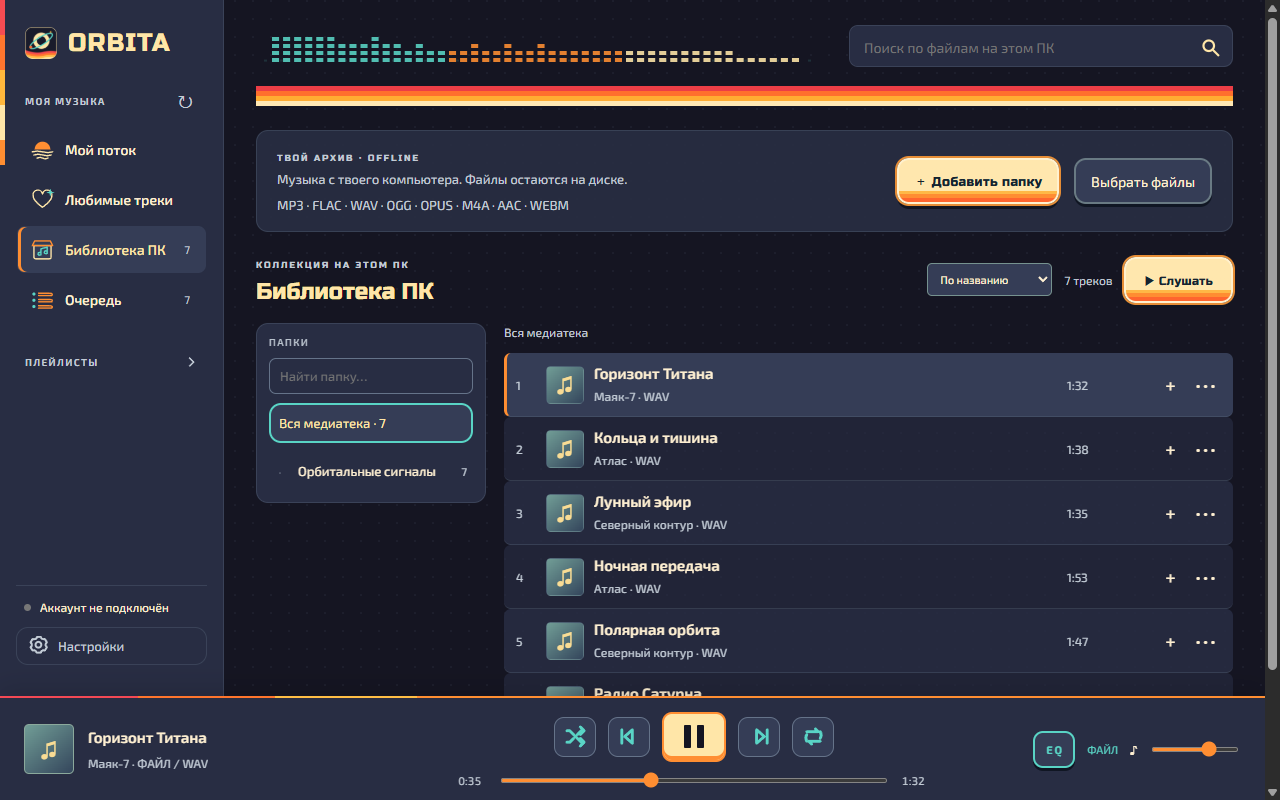 ORBITA
Поиск по файлам на этом ПК
МОЯ МУЗЫКА
Мой поток
Любимые треки
Библиотека ПК 7
Очередь 7
ПЛЕЙЛИСТЫ
Аккаунт не подключён
Настройки
ТВОЙ АРХИВ · OFFLINE
Музыка с твоего компьютера. Файлы остаются на диске.
MP3 · FLAC · WAV · OGG · OPUS · M4A · AAC · WEBM
+ Добавить папку
Выбрать файлы
КОЛЛЕКЦИЯ НА ЭТОМ ПК
Библиотека ПК
По названию
7 треков
▶ Слушать
ПАПКИ
Найти папку...
Вся медиатека · 7
· Орбитальные сигналы 7
Вся медиатека
1 Горизонт Титана 1:32 + ···
Маяк-7 · WAV
2 Кольца и тишина 1:38 + ···
Атлас · WAV
3 Лунный эфир 1:35 + ···
Северный контур · WAV
4 Ночная передача 1:53 + ···
Атлас · WAV
5 Полярная орбита 1:47 + ···
Северный контур · WAV
Радио Сатурна
Горизонт Титана
Маяк-7 · ФАЙЛ / WAV
0:35
1:32
EQ
ФАЙЛ